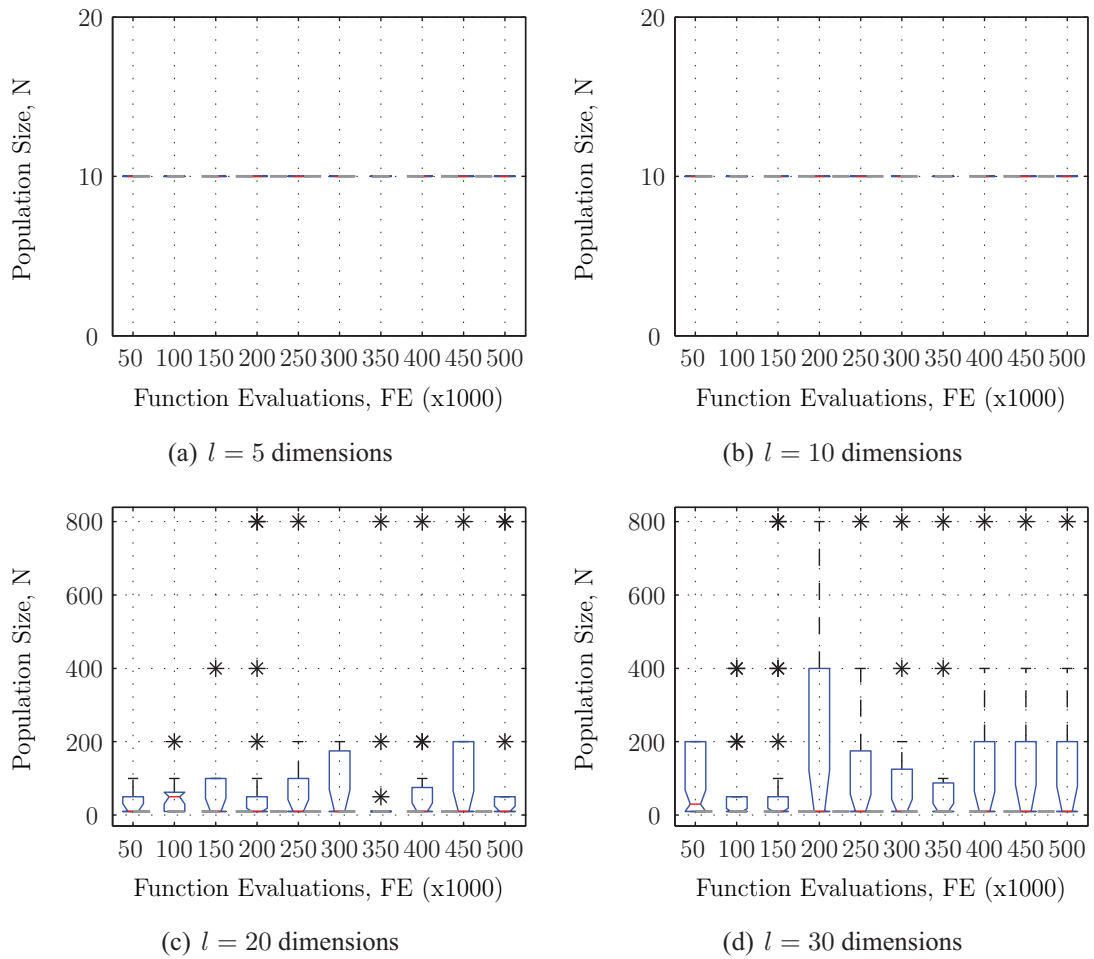 20
10
0
Population Size, N
50 100 150 200 250 300 350 400 450 500
Function Evaluations, FE (x1000)
(a) l = 5 dimensions
20
10
0
Population Size, N
50 100 150 200 250 300 350 400 450 500
Function Evaluations, FE (x1000)
(b) l = 10 dimensions
800
600
400
200
0
Population Size, N
50 100 150 200 250 300 350 400 450 500
Function Evaluations, FE (x1000)
(c) l = 20 dimensions
800
600
400
200
0
Population Size, N
50 100 150 200 250 300 350 400 450 500
Function Evaluations, FE (x1000)
(d) l = 30 dimensions